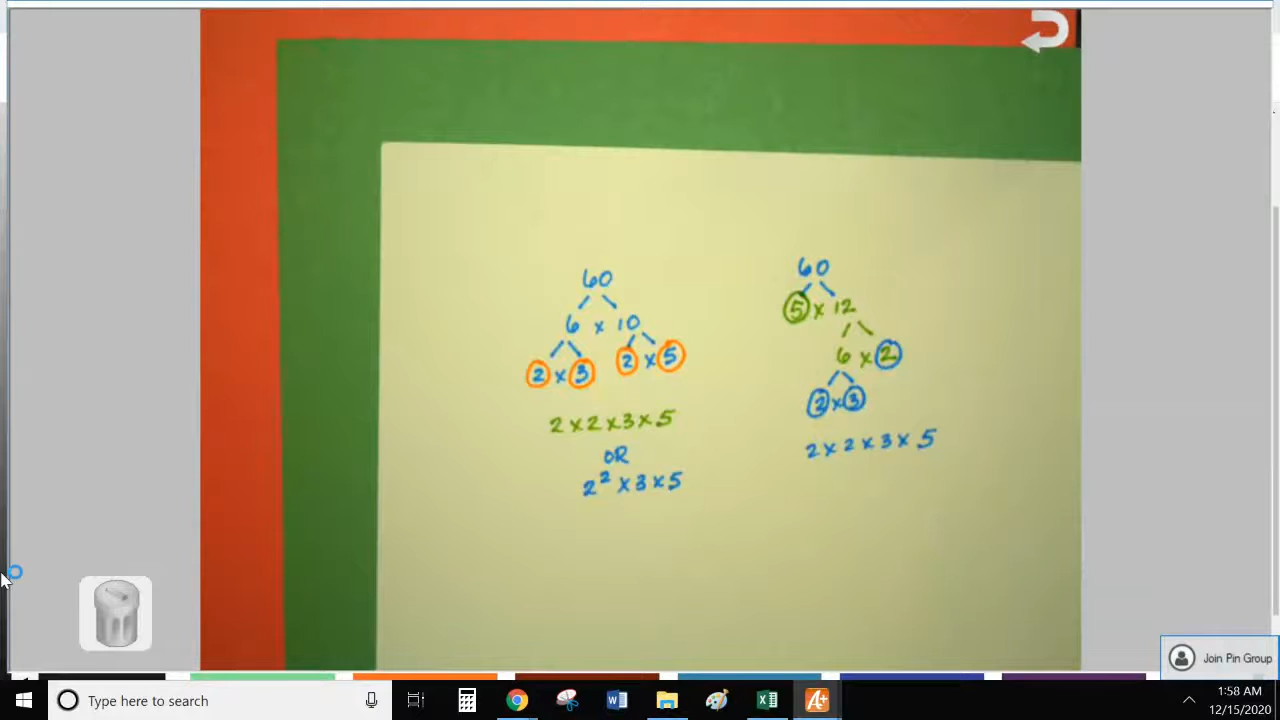 60
6 x 10
2 x 3 2 x 5
2 x 2 x 3 x 5
OR
2² x 3 x 5
60
5 x 12
6 x 2
2 x 3
2 x 2 x 3 x 5
Join Pin Group
Type here to search
1:58 AM
12/15/2020